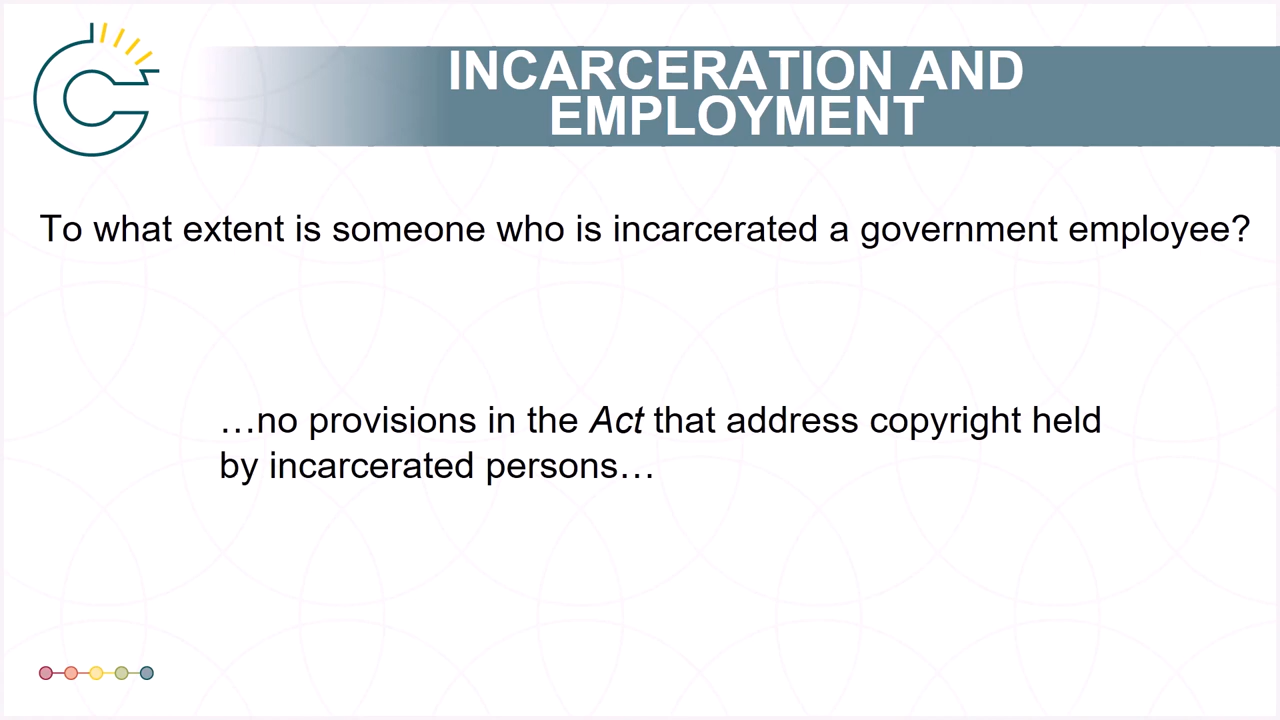 INCARCERATION AND
EMPLOYMENT
To what extent is someone who is incarcerated a government employee?
…no provisions in the Act that address copyright held
by incarcerated persons…